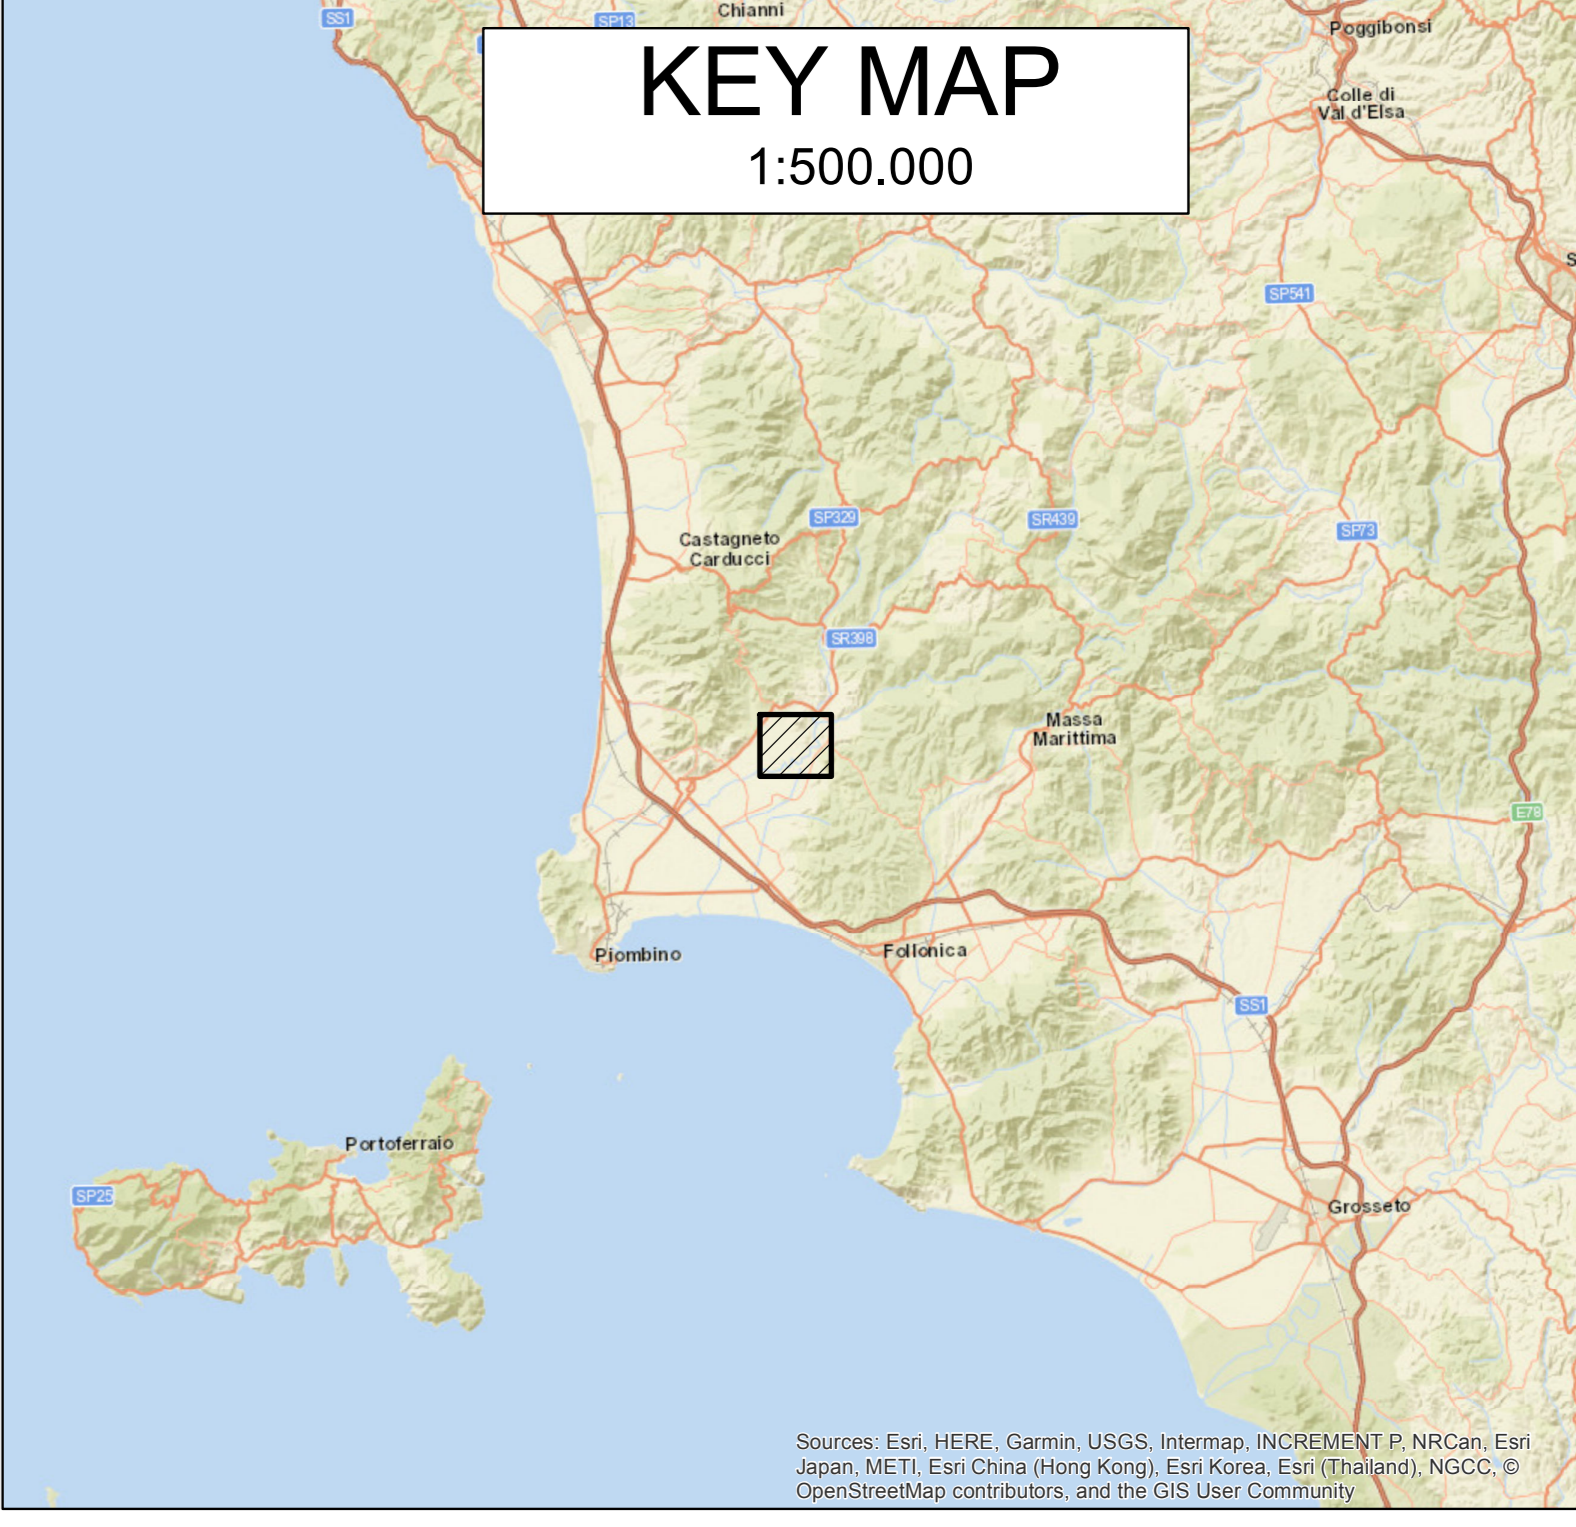 Chianni
SS1
SP13
Poggibonsi
KEY MAP
1:500.000
Colle di
Val d'Elsa
S
SP541
SP329
SR439
SP73
Castagneto
Carducci
SR398
Massa
Marittima
E78
Piombino
Follonica
SS1
Portoferraio
SP25
Grosseto
Sources: Esri, HERE, Garmin, USGS, Intermap, INCREMENT P, NRCan, Esri
Japan, METI, Esri China (Hong Kong), Esri Korea, Esri (Thailand), NGCC, ©
OpenStreetMap contributors, and the GIS User Community